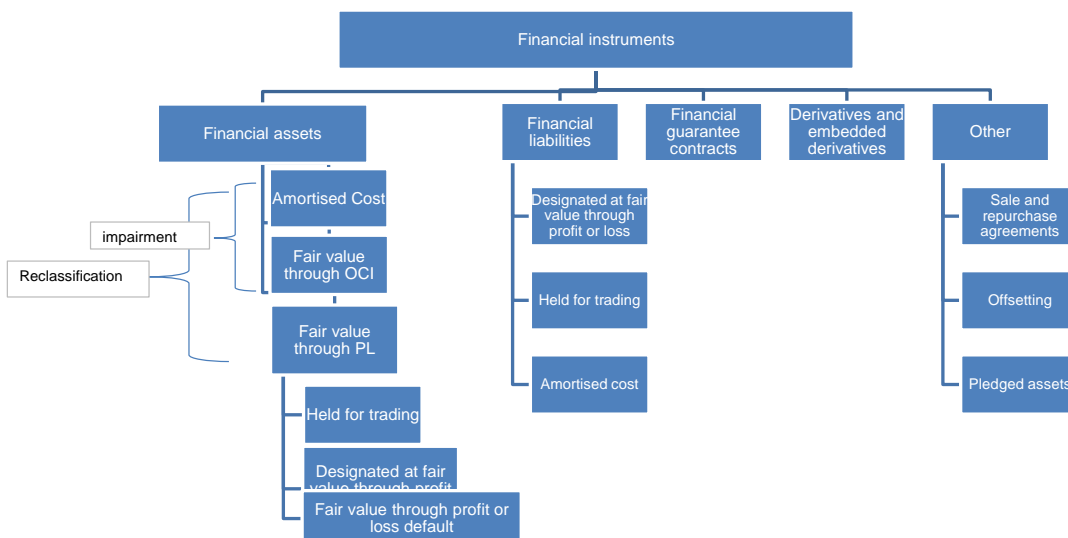 Financial instruments
Financial assets
Financial
liabilities
Financial
guarantee
contracts
Derivatives and
embedded
derivatives
Other
Amortised Cost
impairment
Fair value
through OCI
Reclassification
Fair value
through PL
Held for trading
Designated at fair
value through profit
Fair value through profit or
loss default
Designated at fair
value through
profit or loss
Held for trading
Amortised cost
Sale and
repurchase
agreements
Offsetting
Pledged assets